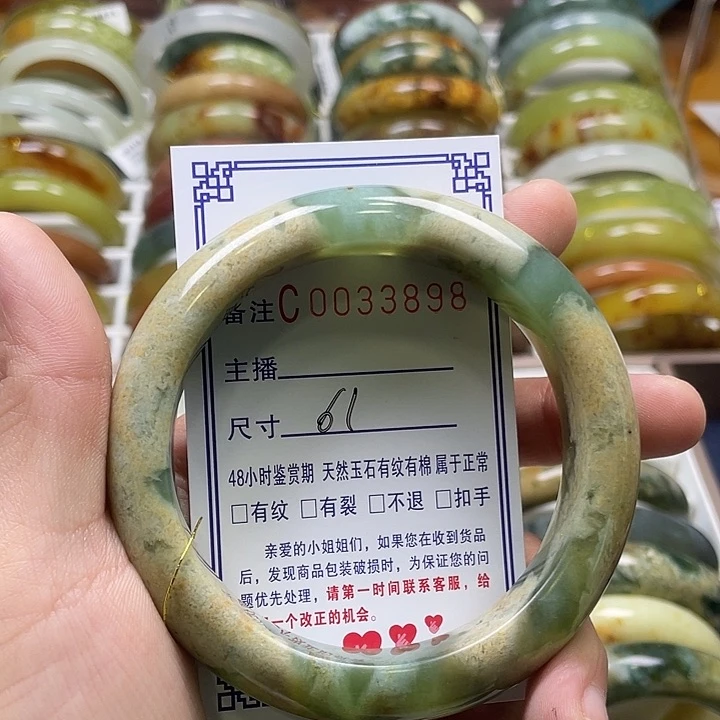 备注C0033898
主播
尺寸 61
48小时鉴赏期 天然玉石有纹有棉 属于正常
□有纹 □有裂 □不退 □扣手
亲爱的小姐姐们，如果您在收到货品
后，发现商品包装破损时，为保证您的问
题优先处理，请第一时间联系客服，给
一个改正的机会。